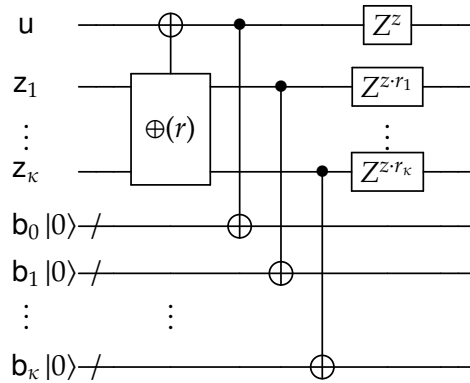 u Z^z
z_1 Z^{z·r_1}
⋮ ⊕(r) ⋮
z_κ Z^{z·r_κ}
b_0 |0⟩
b_1 |0⟩
⋮ ⋮
b_κ |0⟩